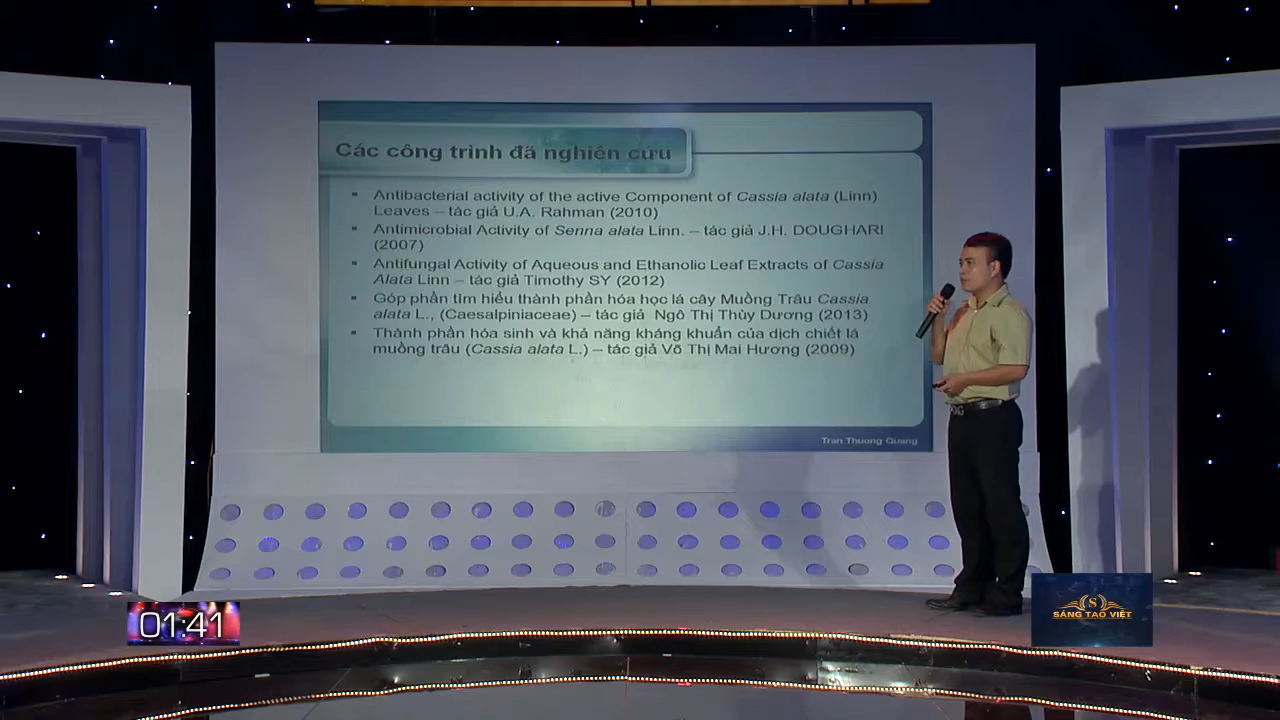 Các công trình đã nghiên cứu
Antibacterial activity of the active Component of Cassia alata (Linn)
Leaves – tác giả U.A. Rahman (2010)
Antimicrobial Activity of Senna alata Linn. – tác giả J.H. DOUGHARI
(2007)
Antifungal Activity of Aqueous and Ethanolic Leaf Extracts of Cassia
Alata Linn – tác giả Timothy SY (2012)
Góp phần tìm hiểu thành phần hóa học lá cây Muồng Trâu Cassia
alata L., (Caesalpiniaceae) – tác giả Ngô Thị Thùy Dương (2013)
Thành phần hóa sinh và khả năng kháng khuẩn của dịch chiết lá
muồng trâu (Cassia alata L.) – tác giả Võ Thị Mai Hương (2009)
Tran Thuong Quang
01:41
S
SÁNG TẠO VIỆT